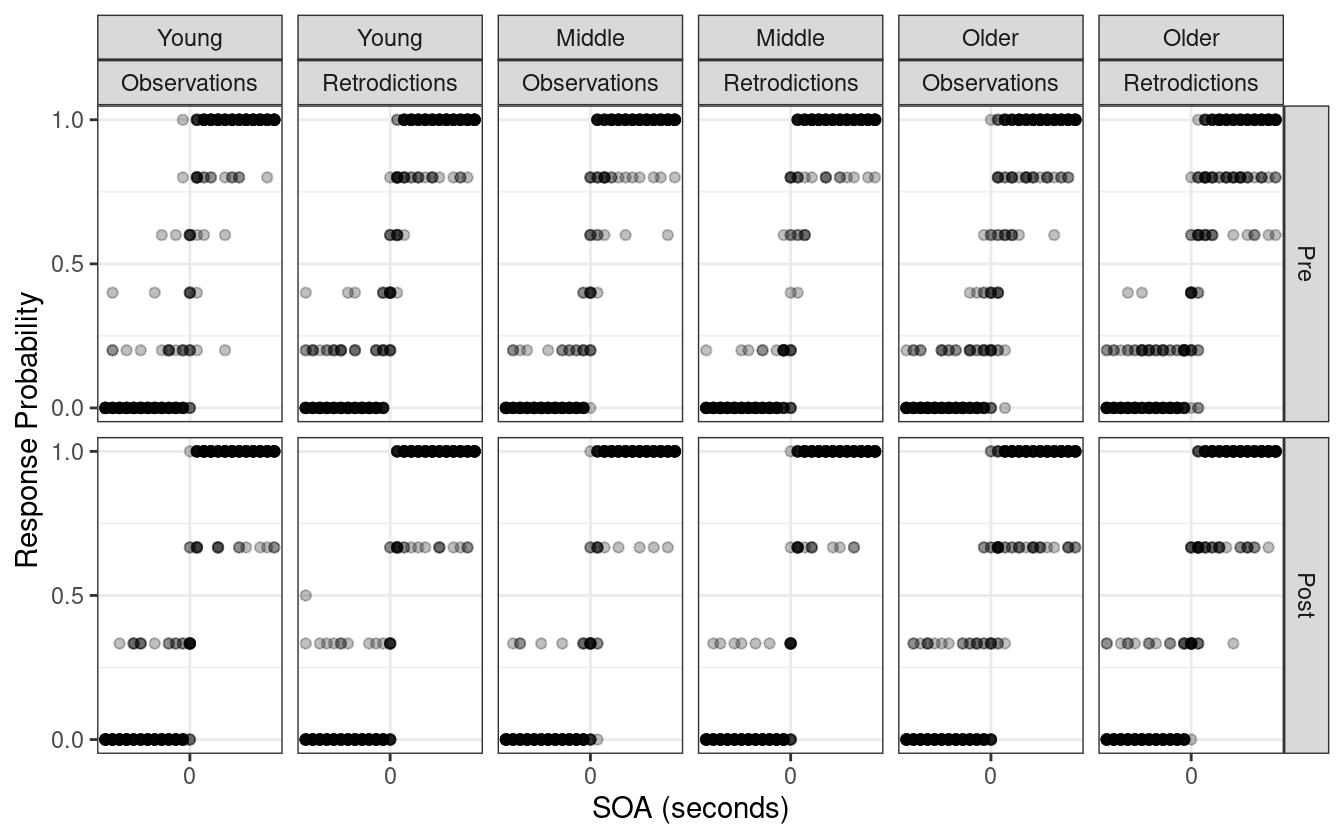 Young Young Middle Middle Older Older
Observations Retrodictions Observations Retrodictions Observations Retrodictions
1.0
0.5
0.0
Pre
1.0
0.5
0.0
Post
Response Probability
0 0 0 0 0 0
SOA (seconds)